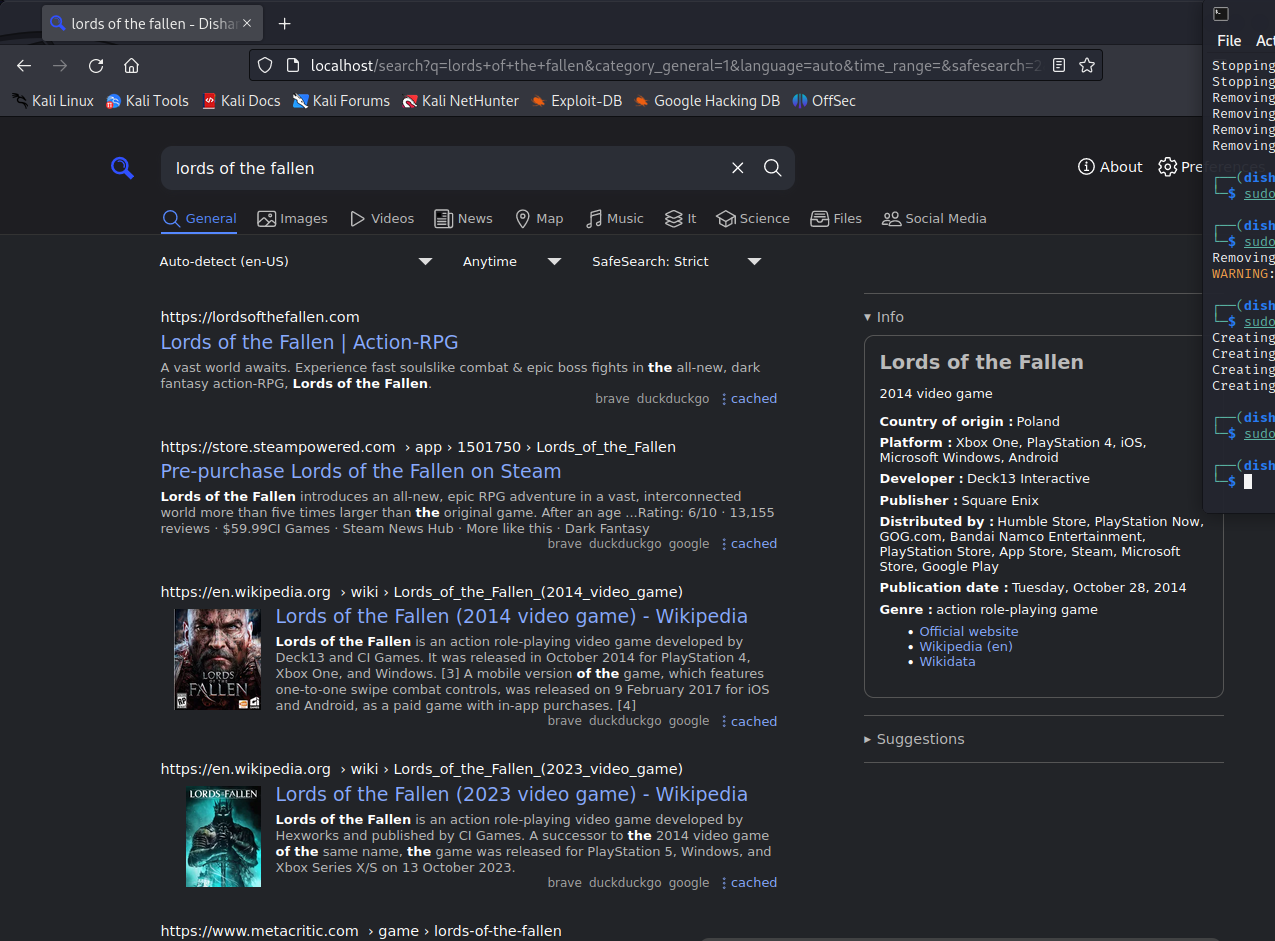 lords of the fallen - Disha
File Act
localhost/search?q=lords+of+the+fallen&category_general=1&language=auto&time_range=&safesearch=2
Kali Linux Kali Tools Kali Docs Kali Forums Kali NetHunter Exploit-DB Google Hacking DB OffSec
Stopping
Stopping
Removing
Removing
Removing
Removing
lords of the fallen
About Preferences
(dish
$ sudo
General Images Videos News Map Music It Science Files Social Media
(dish
$ sudo
Removing
WARNING:
Auto-detect (en-US) Anytime SafeSearch: Strict
(dish
$ sudo
Creating
Creating
Creating
Creating
(dish
$ sudo
(dish
$
https://lordsofthefallen.com
Lords of the Fallen | Action-RPG
A vast world awaits. Experience fast soulslike combat & epic boss fights in the all-new, dark
fantasy action-RPG, Lords of the Fallen.
brave duckduckgo cached
https://store.steampowered.com › app › 1501750 › Lords_of_the_Fallen
Pre-purchase Lords of the Fallen on Steam
Lords of the Fallen introduces an all-new, epic RPG adventure in a vast, interconnected
world more than five times larger than the original game. After an age ...Rating: 6/10 · 13,155
reviews · $59.99CI Games · Steam News Hub · More like this · Dark Fantasy
brave duckduckgo google cached
https://en.wikipedia.org › wiki › Lords_of_the_Fallen_(2014_video_game)
LORDS
OF THE
FALLEN
Lords of the Fallen (2014 video game) - Wikipedia
Lords of the Fallen is an action role-playing video game developed by
Deck13 and CI Games. It was released in October 2014 for PlayStation 4,
Xbox One, and Windows. [3] A mobile version of the game, which features
one-to-one swipe combat controls, was released on 9 February 2017 for iOS
and Android, as a paid game with in-app purchases. [4]
brave duckduckgo google cached
https://en.wikipedia.org › wiki › Lords_of_the_Fallen_(2023_video_game)
LORDS OF THE FALLEN
Lords of the Fallen (2023 video game) - Wikipedia
Lords of the Fallen is an action role-playing video game developed by
Hexworks and published by CI Games. A successor to the 2014 video game
of the same name, the game was released for PlayStation 5, Windows, and
Xbox Series X/S on 13 October 2023.
brave duckduckgo google cached
https://www.metacritic.com › game › lords-of-the-fallen
Info
Lords of the Fallen
2014 video game
Country of origin : Poland
Platform : Xbox One, PlayStation 4, iOS,
Microsoft Windows, Android
Developer : Deck13 Interactive
Publisher : Square Enix
Distributed by : Humble Store, PlayStation Now,
GOG.com, Bandai Namco Entertainment,
PlayStation Store, App Store, Steam, Microsoft
Store, Google Play
Publication date : Tuesday, October 28, 2014
Genre : action role-playing game
• Official website
• Wikipedia (en)
• Wikidata
Suggestions